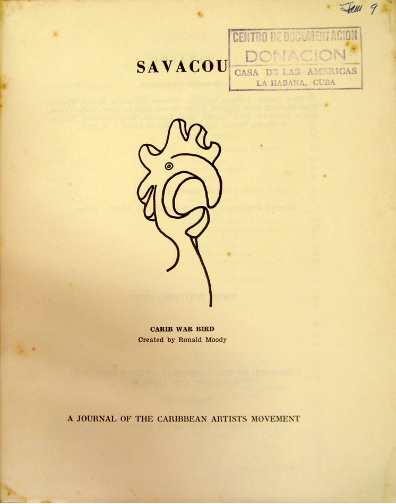 9
CENTRO DE DOCUMENTACION
DONACION
CASA DE LAS AMERICAS
LA HABANA, CUBA
SAVACOU
CARIB WAR BIRD
Created by Ronald Moody
A JOURNAL OF THE CARIBBEAN ARTISTS MOVEMENT